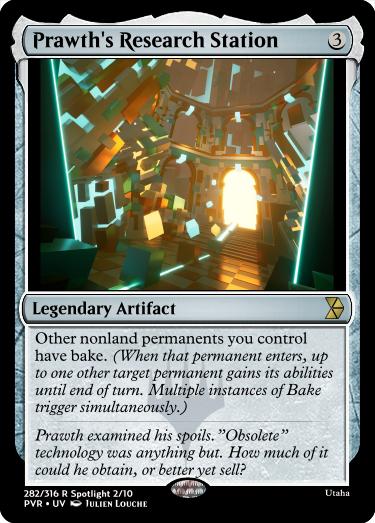 Prawth's Research Station 3
Legendary Artifact
Other nonland permanents you control
have bake. (When that permanent enters, up
to one other target permanent gains its abilities
until end of turn. Multiple instances of Bake
trigger simultaneously.)
Prawth examined his spoils. "Obsolete"
technology was anything but. How much of it
could he obtain, or better yet sell?
282/316 R Spotlight 2/10
PVR • UV Julien Louche
Utaha